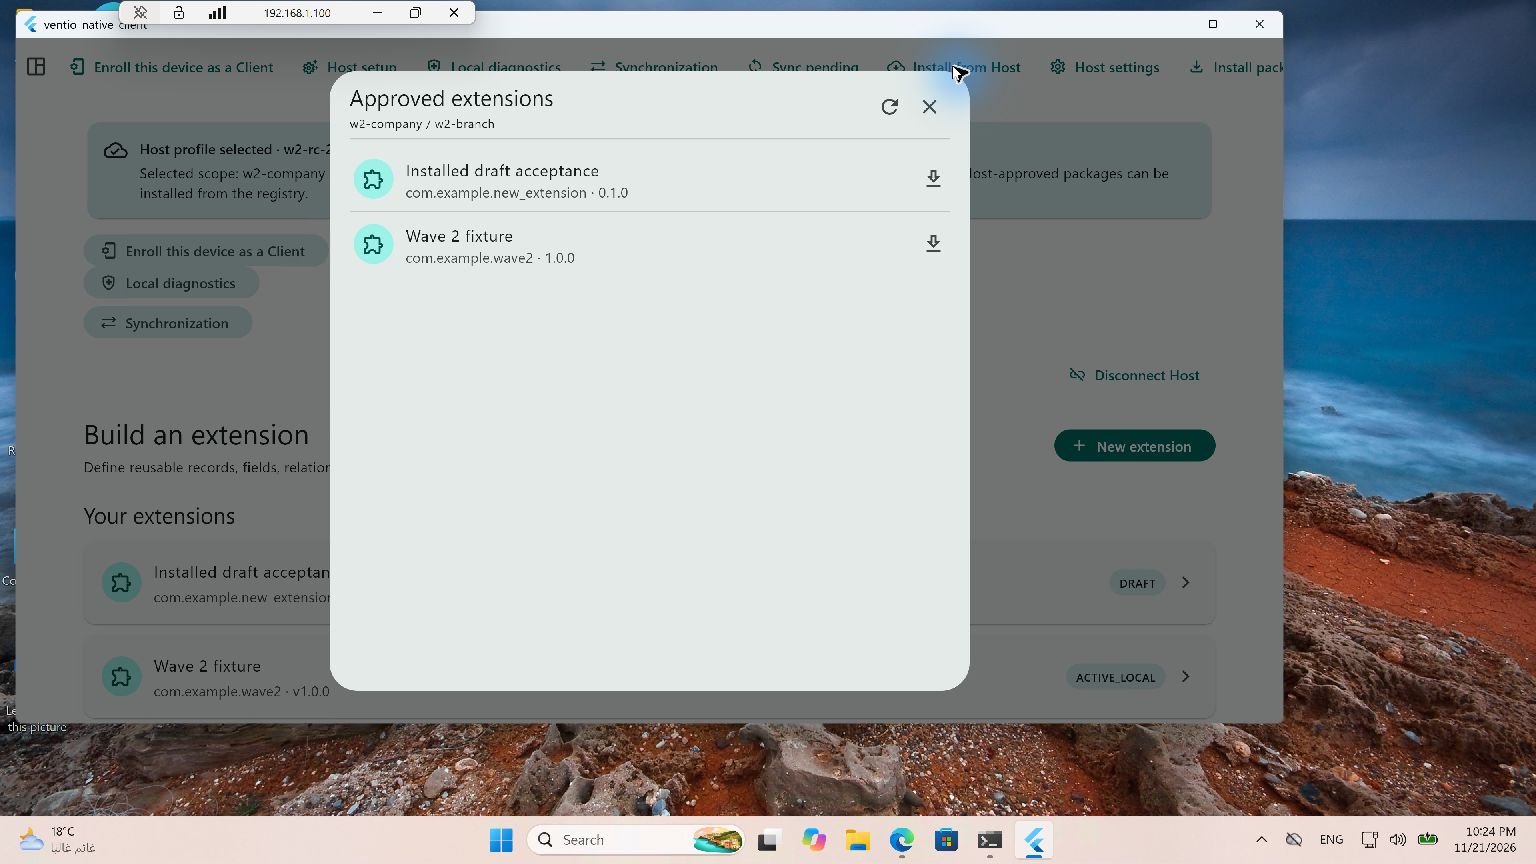 192.168.1.100
ventio_native_client
Enroll this device as a Client
Host setup
Local diagnostics
Synchronization
Sync pending
Install from Host
Host settings
Install pack
Host profile selected · w2-rc-2
Selected scope: w2-company
installed from the registry.
Host-approved packages can be
Enroll this device as a Client
Local diagnostics
Synchronization
Disconnect Host
Build an extension
Define reusable records, fields, relation
New extension
Your extensions
Installed draft acceptan
com.example.new_extension
DRAFT
Wave 2 fixture
com.example.wave2 · v1.0.0
ACTIVE_LOCAL
Approved extensions
w2-company / w2-branch
Installed draft acceptance
com.example.new_extension · 0.1.0
Wave 2 fixture
com.example.wave2 · 1.0.0
R
Co
Le
this picture
18°C
غائم غالبا
Search
ENG
10:24 PM
11/21/2026